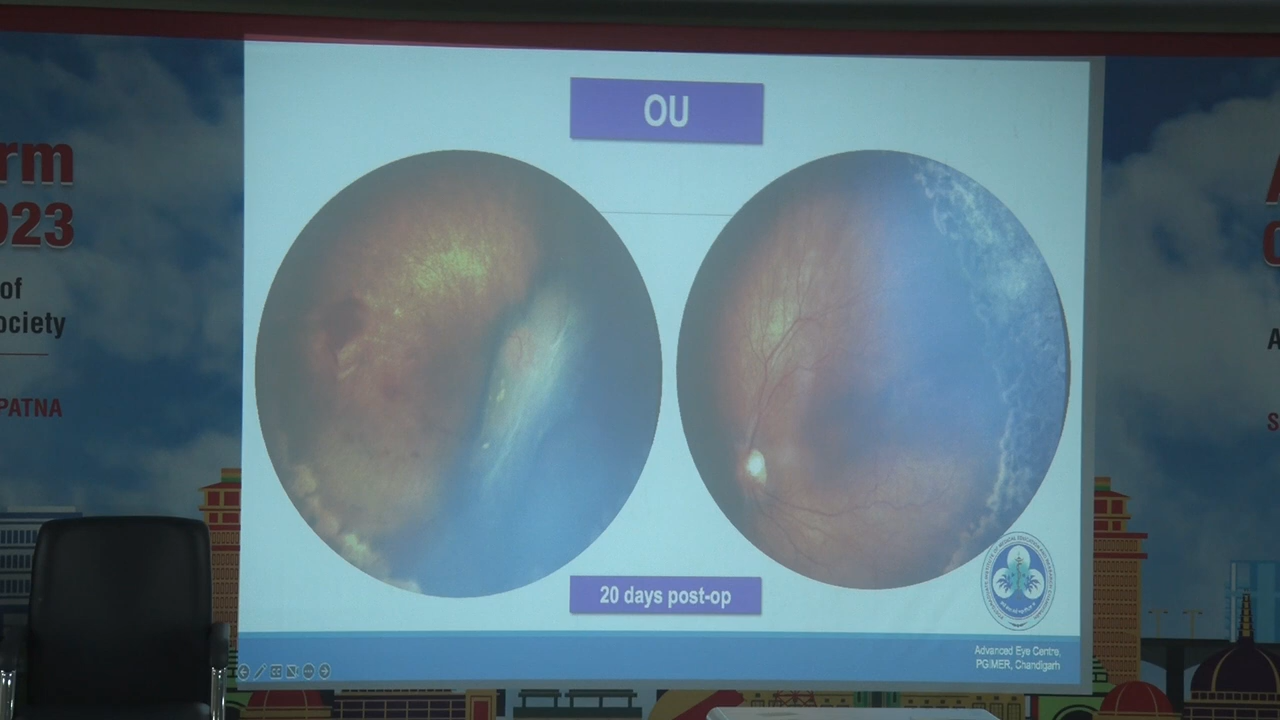 OU
20 days post-op
Advanced Eye Centre,
PGIMER, Chandigarh
rm
023
of
ociety
PATNA